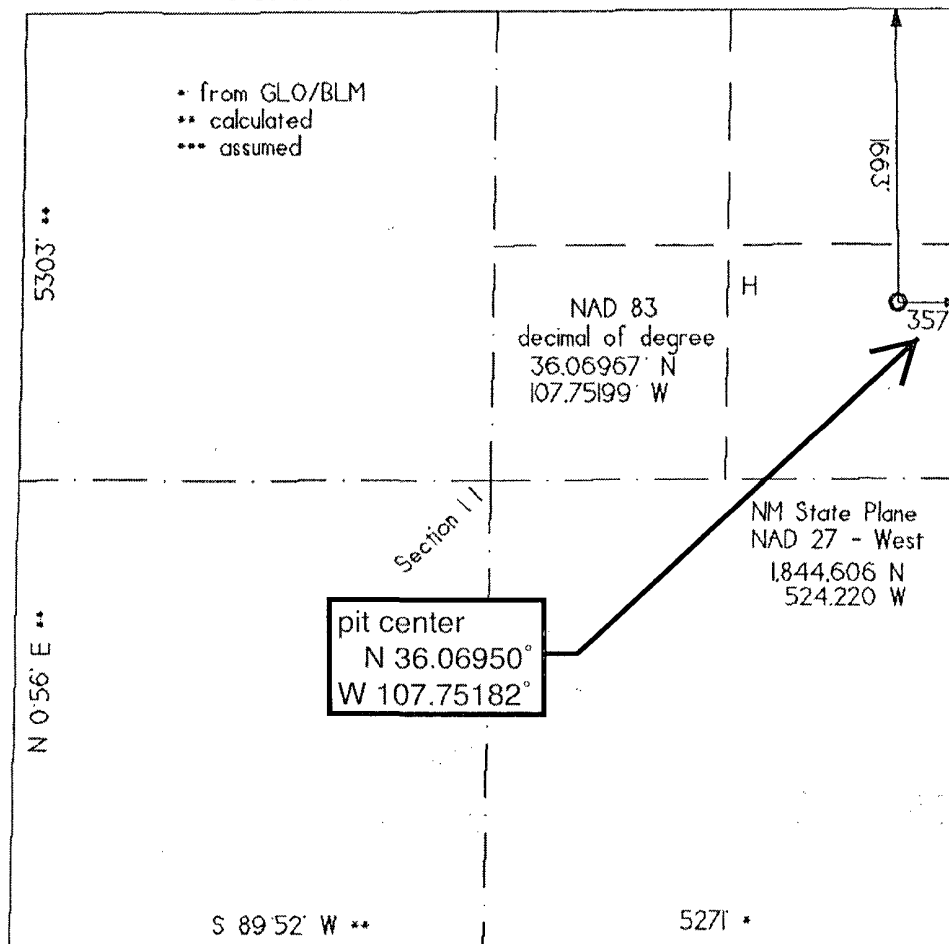 * from GLO/BLM
** calculated
*** assumed
1663'
5303' **
H
357
NAD 83
decimal of degree
36.06967° N
107.75199° W
Section 11
NM State Plane
NAD 27 - West
1,844,606 N
524,220 W
pit center
N 36.06950°
W 107.75182°
N 0°56' E **
S 89°52' W **
5271' *